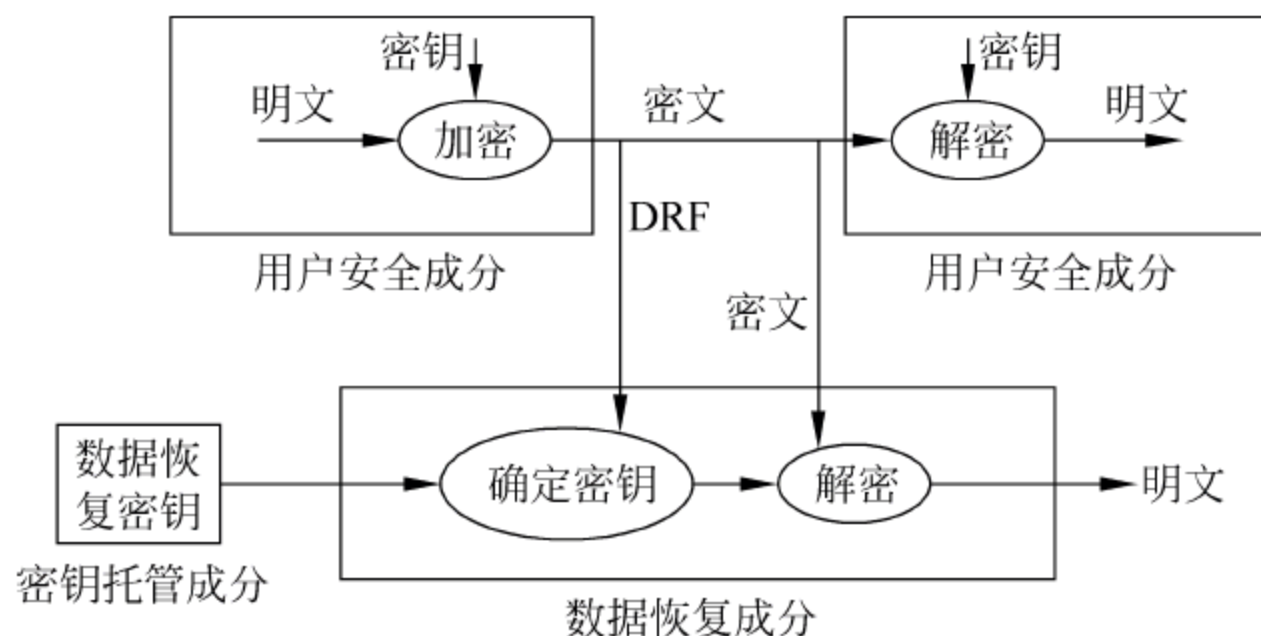 密钥
密钥
明文
密文
明文
加密
解密
DRF
用户安全成分
用户安全成分
密文
数据恢
复密钥
确定密钥
解密
明文
密钥托管成分
数据恢复成分